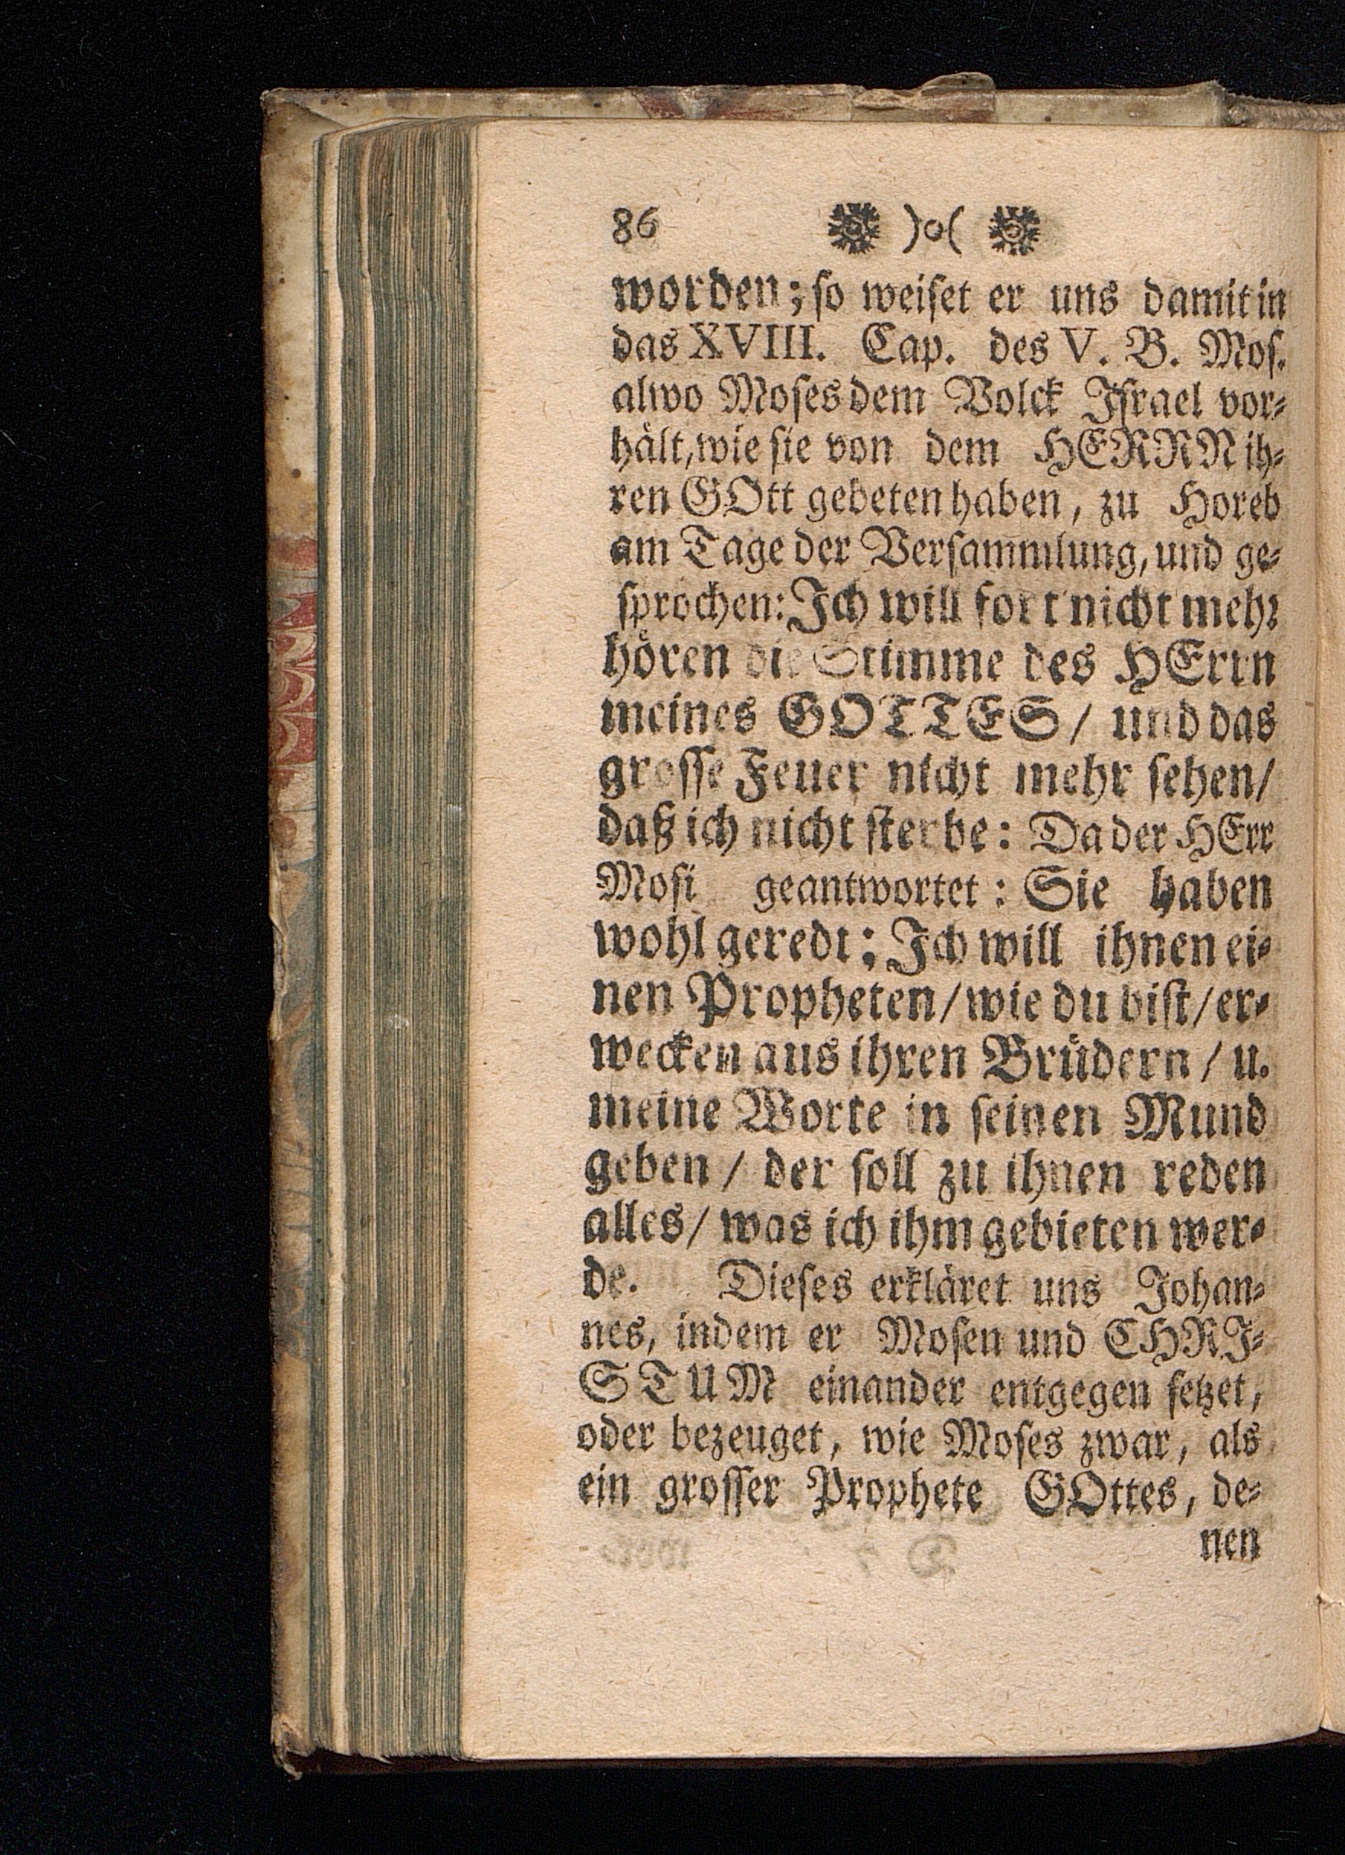 86 )o(
worden; ſo weiſet er uns damit in
das XVIII. Cap. des V. B. Moſ.
alwo Moſes dem Volck Iſrael vor-
hält, wie ſie von dem HERRN ih-
ren GOtt gebeten haben, zu Horeb
am Tage der Verſammlung, und ge-
ſprochen: Ich will fort nicht mehr
hören die Stimme des HErrn
meines GOTTES/ und das
groſſe Feuer nicht mehr ſehen/
daß ich nicht ſterbe: Da der HErr
Moſi geantwortet: Sie haben
wohl geredt; Ich will ihnen ei-
nen Propheten/ wie du biſt/ er-
wecken aus ihren Brüdern/ u.
meine Worte in ſeinen Mund
geben/ der ſoll zu ihnen reden
alles/ was ich ihm gebieten wer-
de. Dieſes erkläret uns Johan-
nes, indem er Moſen und CHRI-
STUM einander entgegen ſetzet,
oder bezeuget, wie Moſes zwar, als
ein groſſer Prophete GOttes, de-
nen